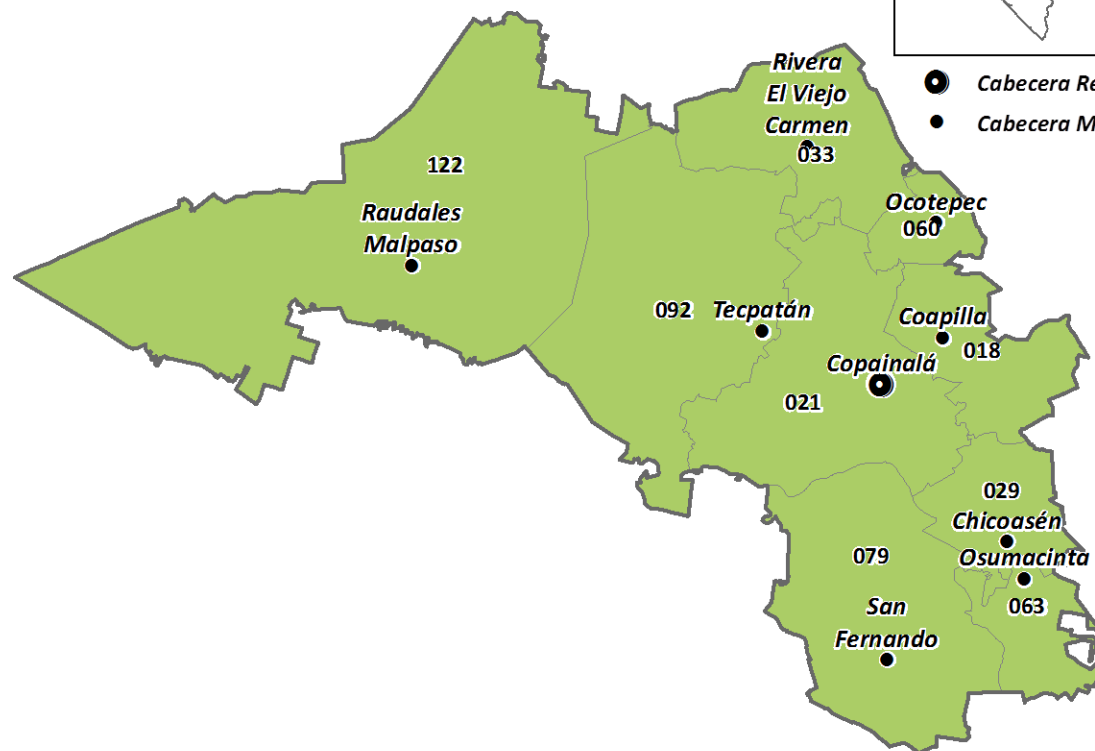 Cabecera Re
Cabecera M
Rivera
El Viejo
Carmen
033
122
Raudales
Malpaso
Ocotepec
060
092
Tecpatán
Coapilla
018
Copainalá
021
029
Chicoasén
Osumacinta
063
079
San
Fernando